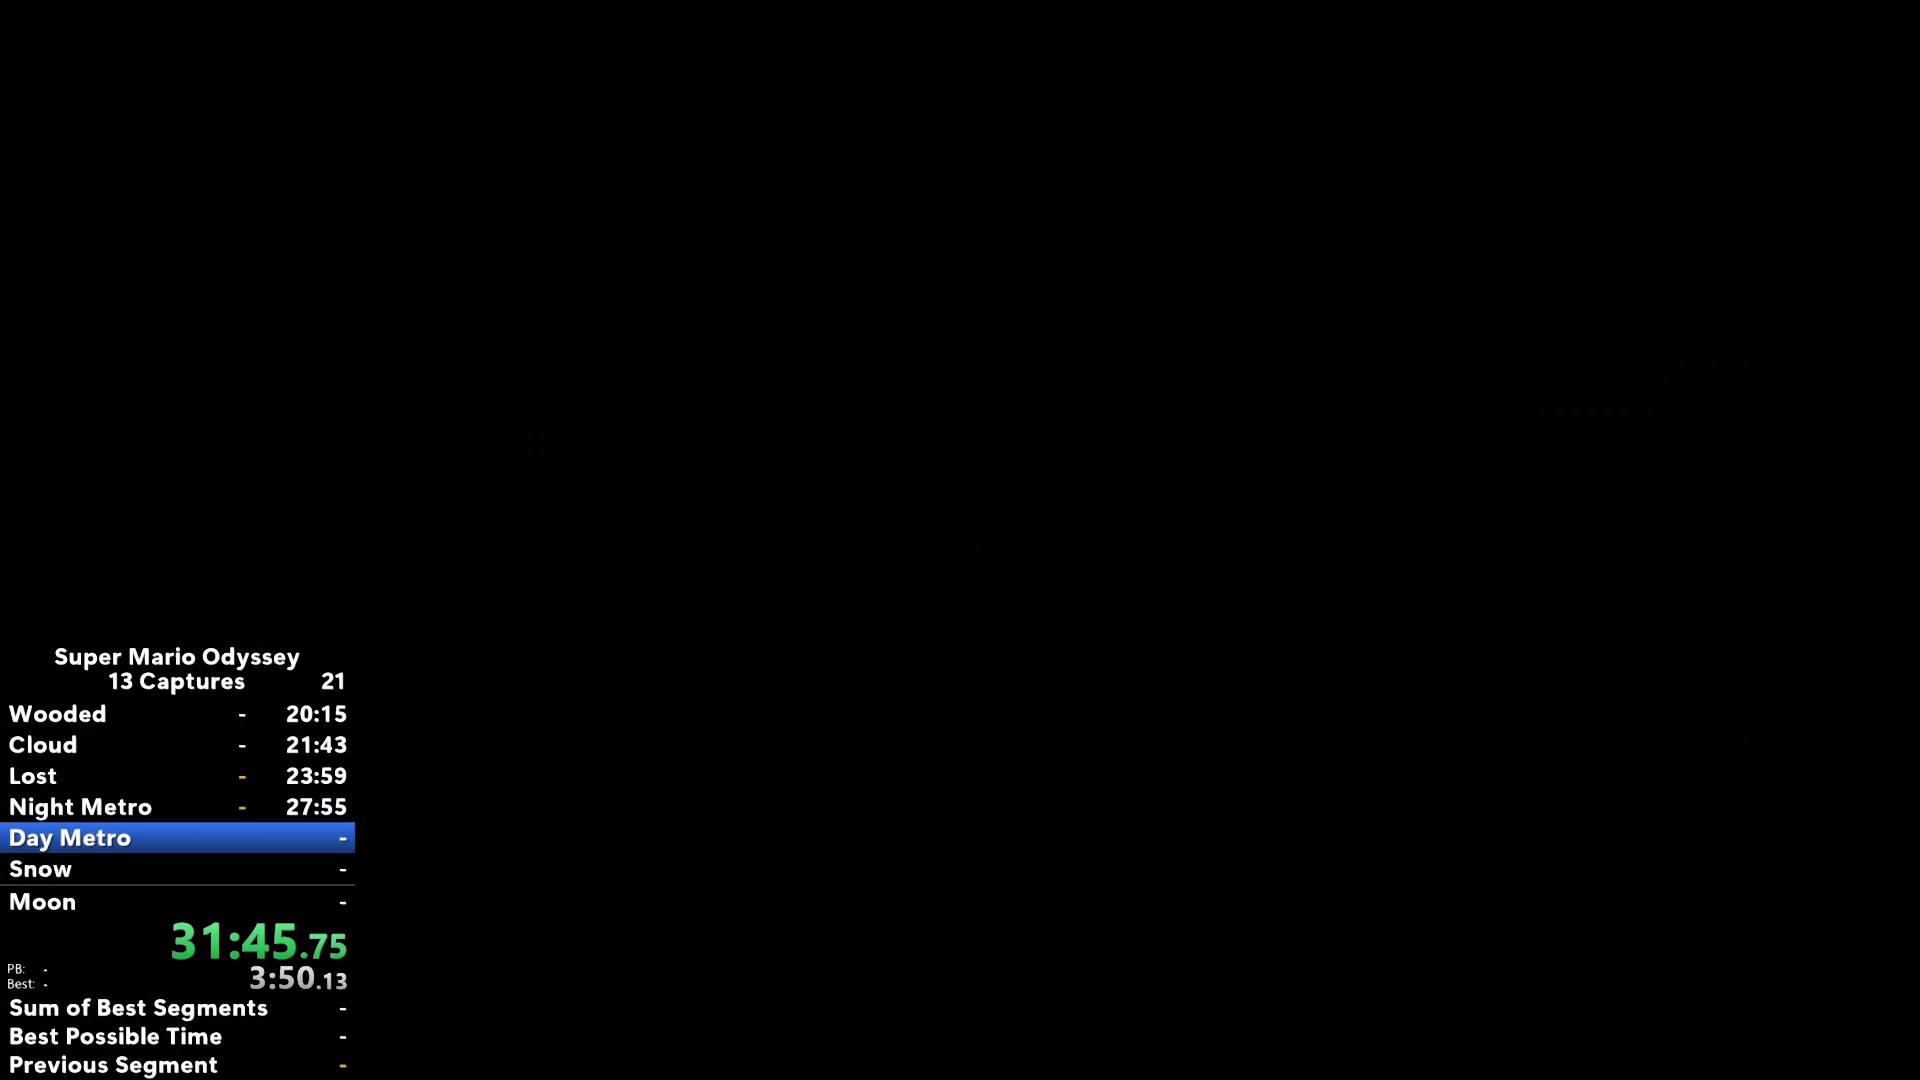 Super Mario Odyssey
13 Captures 21
Wooded - 20:15
Cloud - 21:43
Lost - 23:59
Night Metro - 27:55
Day Metro -
Snow -
Moon -
31:45.75
PB: -
3:50.13
Best: -
Sum of Best Segments -
Best Possible Time -
Previous Segment -